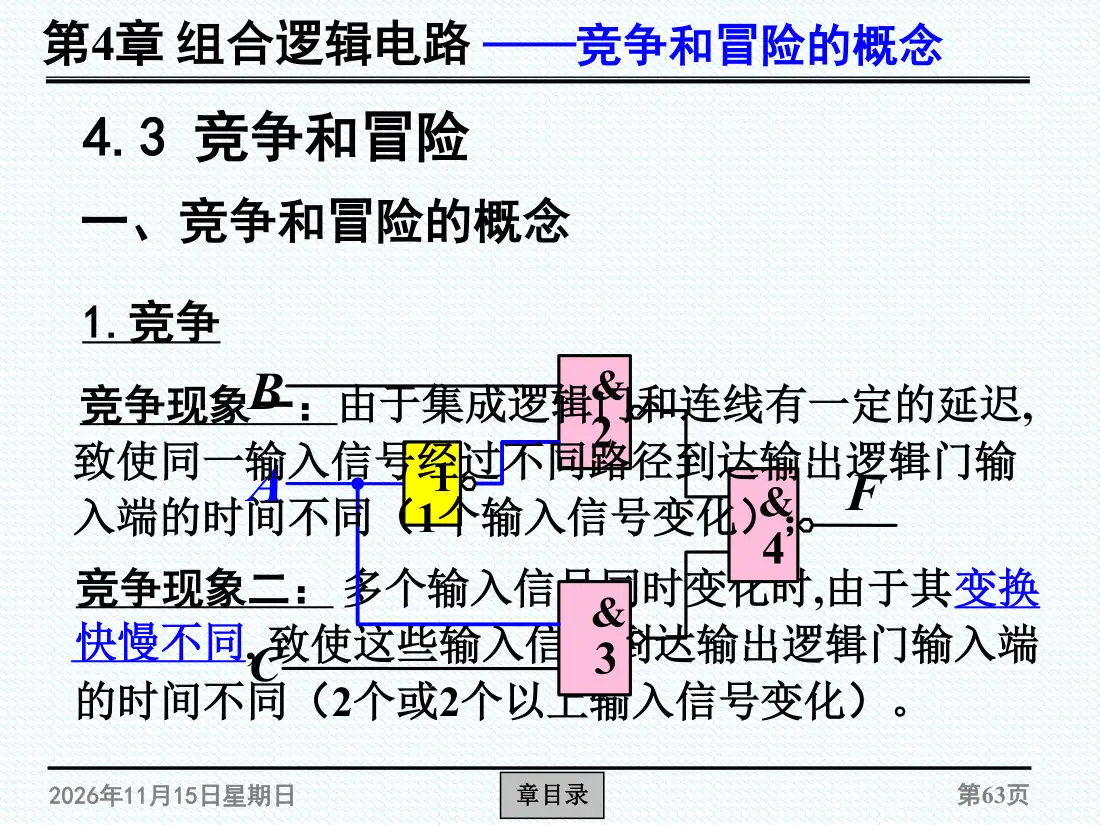 第4章 组合逻辑电路 ——竞争和冒险的概念
4.3 竞争和冒险
一、竞争和冒险的概念
1.竞争
竞争现象一：由于集成逻辑门和连线有一定的延迟,
致使同一输入信号经过不同路径到达输出逻辑门输
入端的时间不同（1个输入信号变化）；
竞争现象二： 多个输入信号同时变化时,由于其变换
快慢不同, 致使这些输入信号到达输出逻辑门输入端
的时间不同（2个或2个以上输入信号变化）。
B
A
C
1
&
2
&
3
&
4
F
2026年11月15日星期日
章目录
第63页